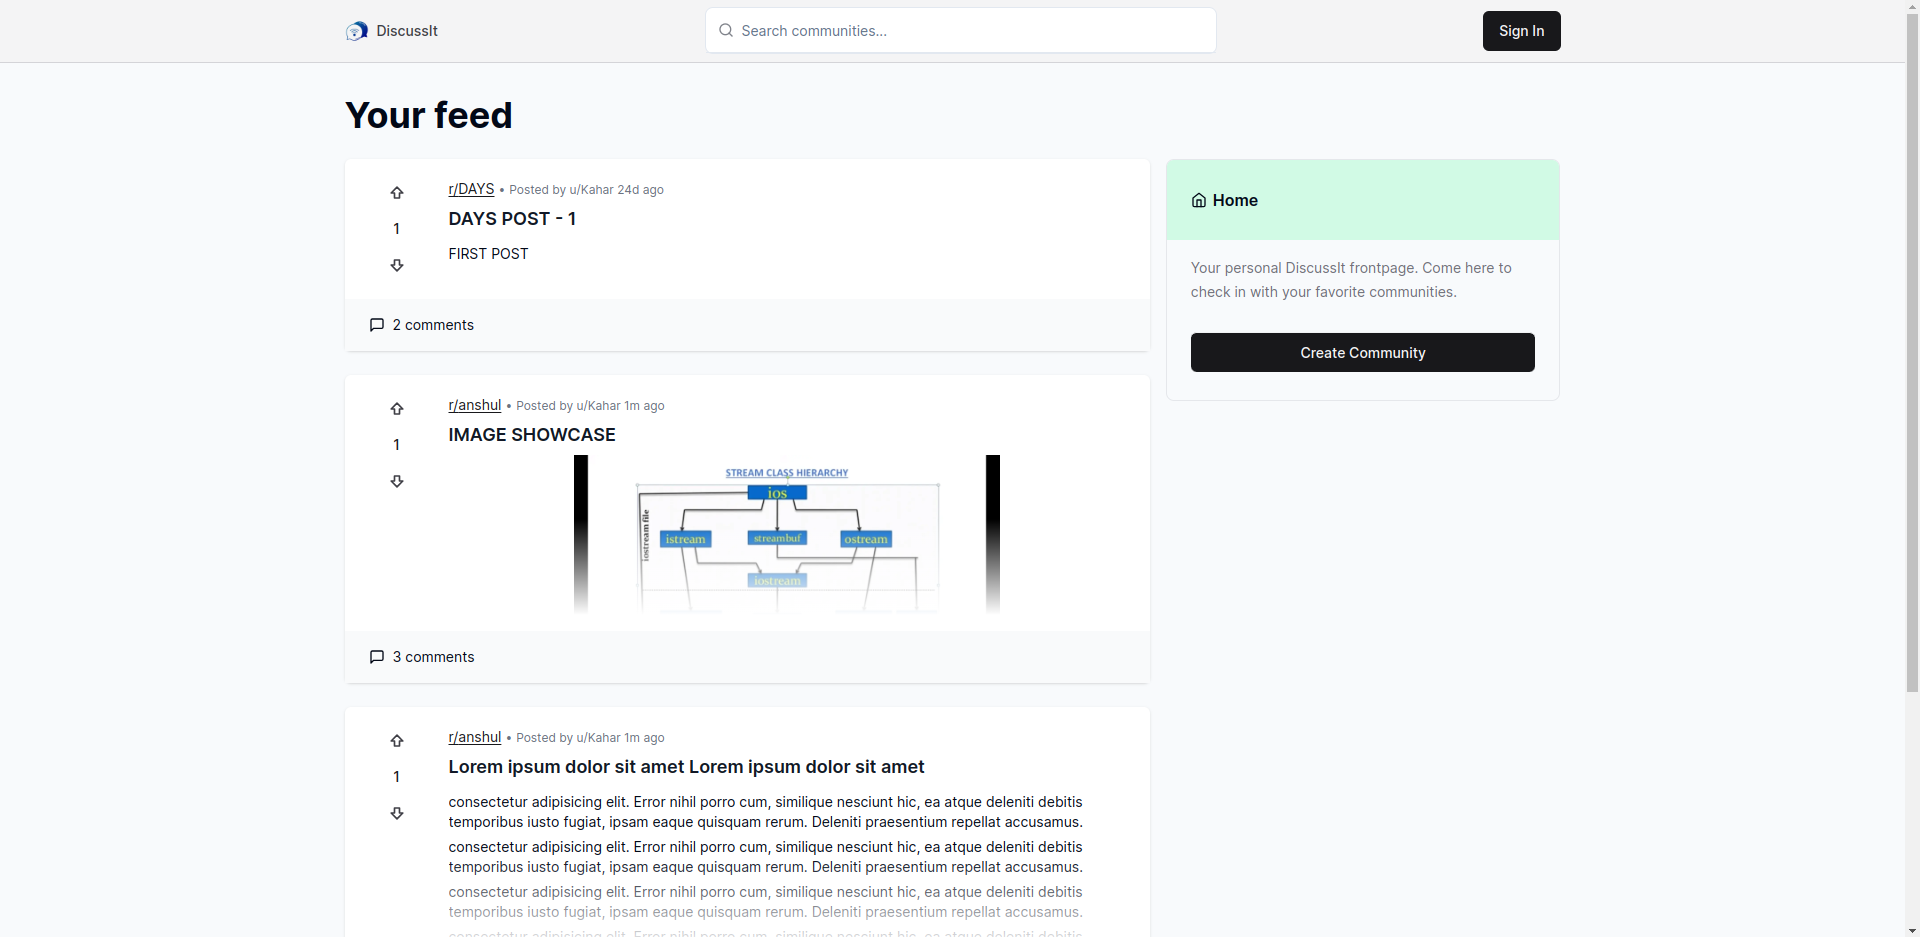 DiscussIt
Search communities...
Sign In
Your feed
r/DAYS • Posted by u/Kahar 24d ago
DAYS POST - 1
1
FIRST POST
2 comments
Home
Your personal DiscussIt frontpage. Come here to
check in with your favorite communities.
Create Community
r/anshul • Posted by u/Kahar 1m ago
IMAGE SHOWCASE
1
STREAM CLASS HIERARCHY
ios
iostream file
istream
streambuf
ostream
iostream
3 comments
r/anshul • Posted by u/Kahar 1m ago
Lorem ipsum dolor sit amet Lorem ipsum dolor sit amet
1
consectetur adipisicing elit. Error nihil porro cum, similique nesciunt hic, ea atque deleniti debitis
temporibus iusto fugiat, ipsam eaque quisquam rerum. Deleniti praesentium repellat accusamus.
consectetur adipisicing elit. Error nihil porro cum, similique nesciunt hic, ea atque deleniti debitis
temporibus iusto fugiat, ipsam eaque quisquam rerum. Deleniti praesentium repellat accusamus.
consectetur adipisicing elit. Error nihil porro cum, similique nesciunt hic, ea atque deleniti debitis
temporibus iusto fugiat, ipsam eaque quisquam rerum. Deleniti praesentium repellat accusamus.